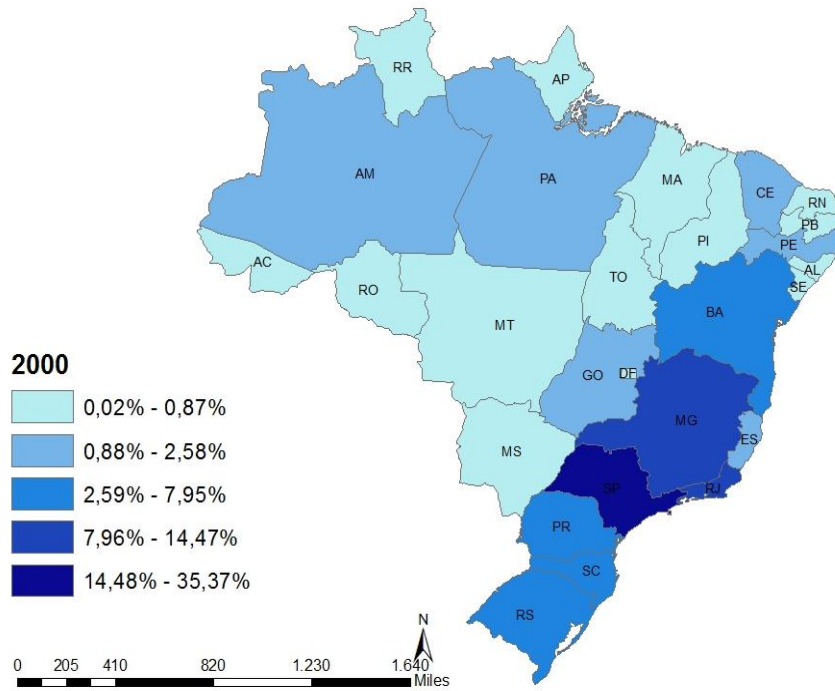 RR
AP
AM
PA
MA
CE
RN
PB
PI
PE
AC
AL
TO
SE
RO
BA
MT
GO
DF
MG
ES
MS
SP
RJ
PR
SC
RS
2000
0,02% - 0,87%
0,88% - 2,58%
2,59% - 7,95%
7,96% - 14,47%
14,48% - 35,37%
N
0 205 410 820 1.230 1.640
Miles